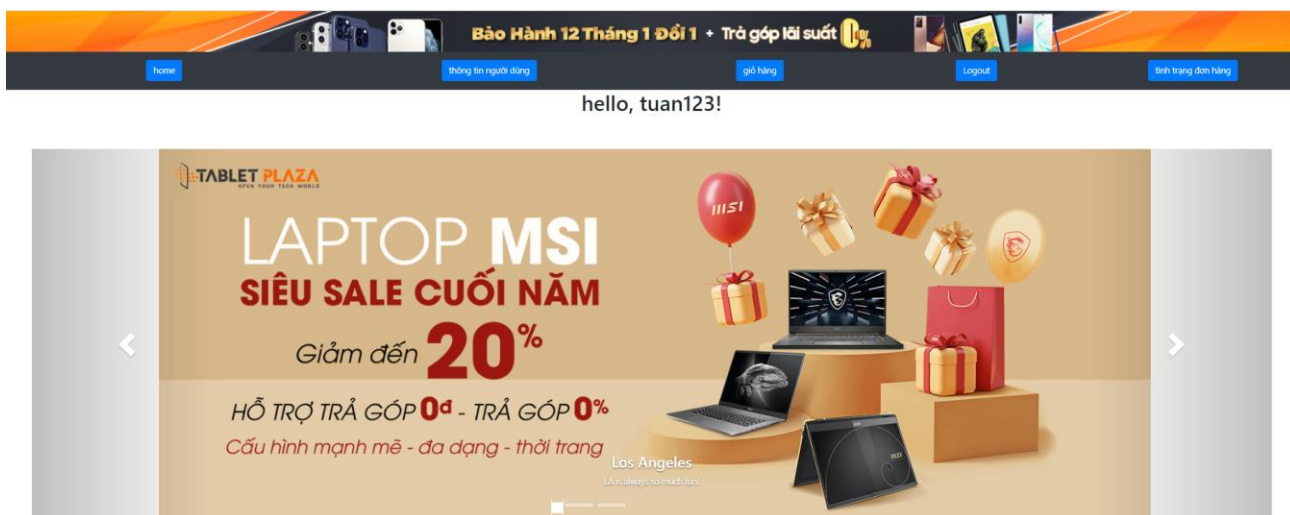 Bảo Hành 12 Tháng 1 Đổi 1 + Trả góp lãi suất 0%
home thông tin người dùng giỏ hàng Logout tình trạng đơn hàng
hello, tuan123!
TABLET PLAZA
OPEN YOUR TECH WORLD
LAPTOP MSI
SIÊU SALE CUỐI NĂM
Giảm đến 20%
HỖ TRỢ TRẢ GÓP 0đ - TRẢ GÓP 0%
Cấu hình mạnh mẽ - đa dạng - thời trang
msi
Los Angeles
LA is always so much fun!
msi